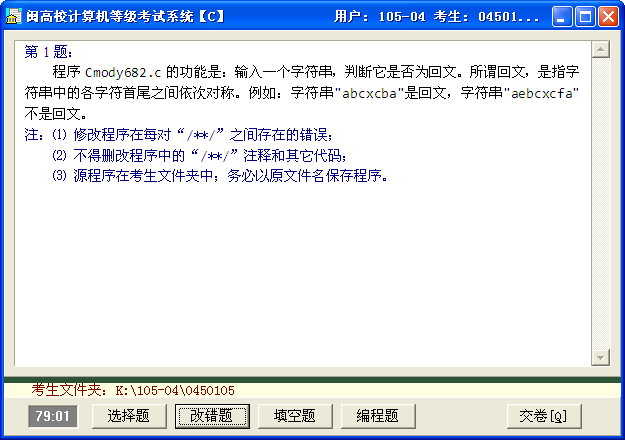 闽高校计算机等级考试系统【C】 用户: 105-04 考生: 04501...
第 1 题:
程序 Cmody682.c 的功能是: 输入一个字符串, 判断它是否为回文。所谓回文, 是指字
符串中的各字符首尾之间依次对称。例如: 字符串"abcxcba"是回文, 字符串"aebcxcfa"
不是回文。
注: ⑴ 修改程序在每对“/**/”之间存在的错误;
⑵ 不得删改程序中的“/**/”注释和其它代码;
⑶ 源程序在考生文件夹中; 务必以原文件名保存程序。
考生文件夹: K:\105-04\0450105
79:01 选择题 改错题 填空题 编程题 交卷[Q]